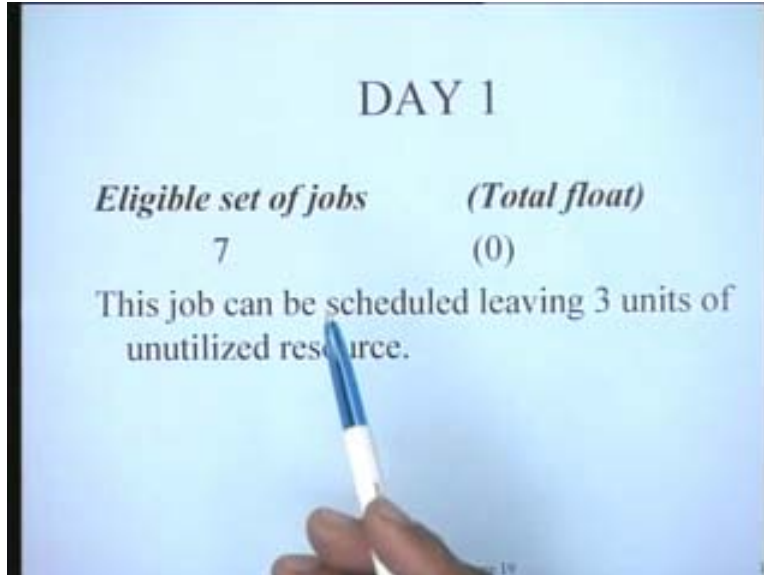 DAY 1
Eligible set of jobs (Total float)
7 (0)
This job can be scheduled leaving 3 units of
unutilized resource.
19